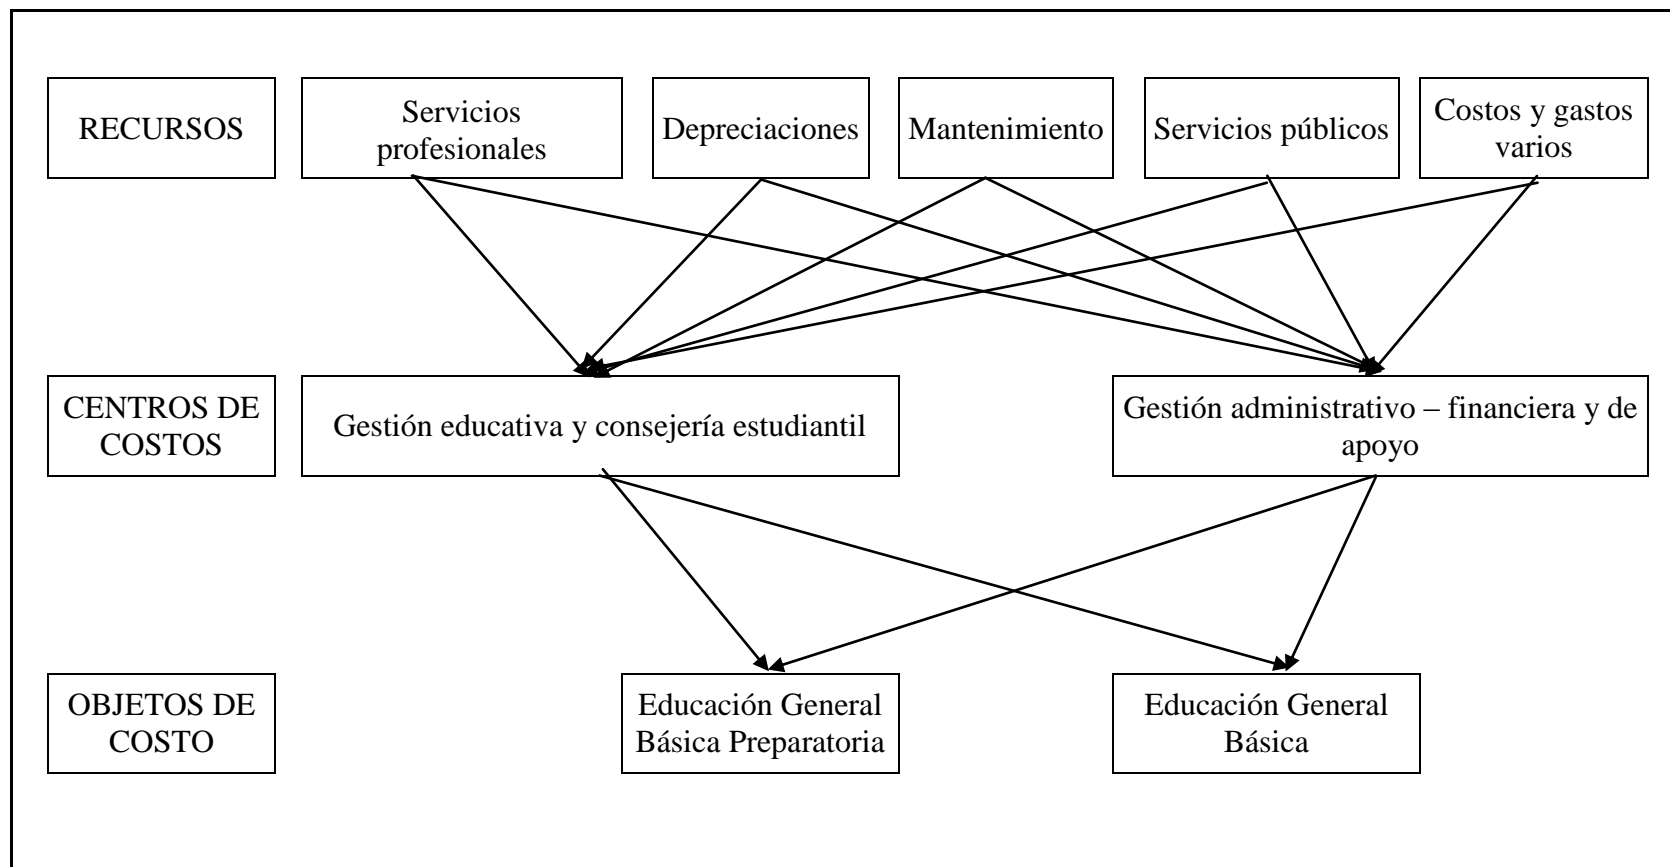 RECURSOS
Servicios
profesionales
Depreciaciones
Mantenimiento
Servicios públicos
Costos y gastos
varios
CENTROS DE
COSTOS
Gestión educativa y consejería estudiantil
Gestión administrativo – financiera y de
apoyo
OBJETOS DE
COSTO
Educación General
Básica Preparatoria
Educación General
Básica